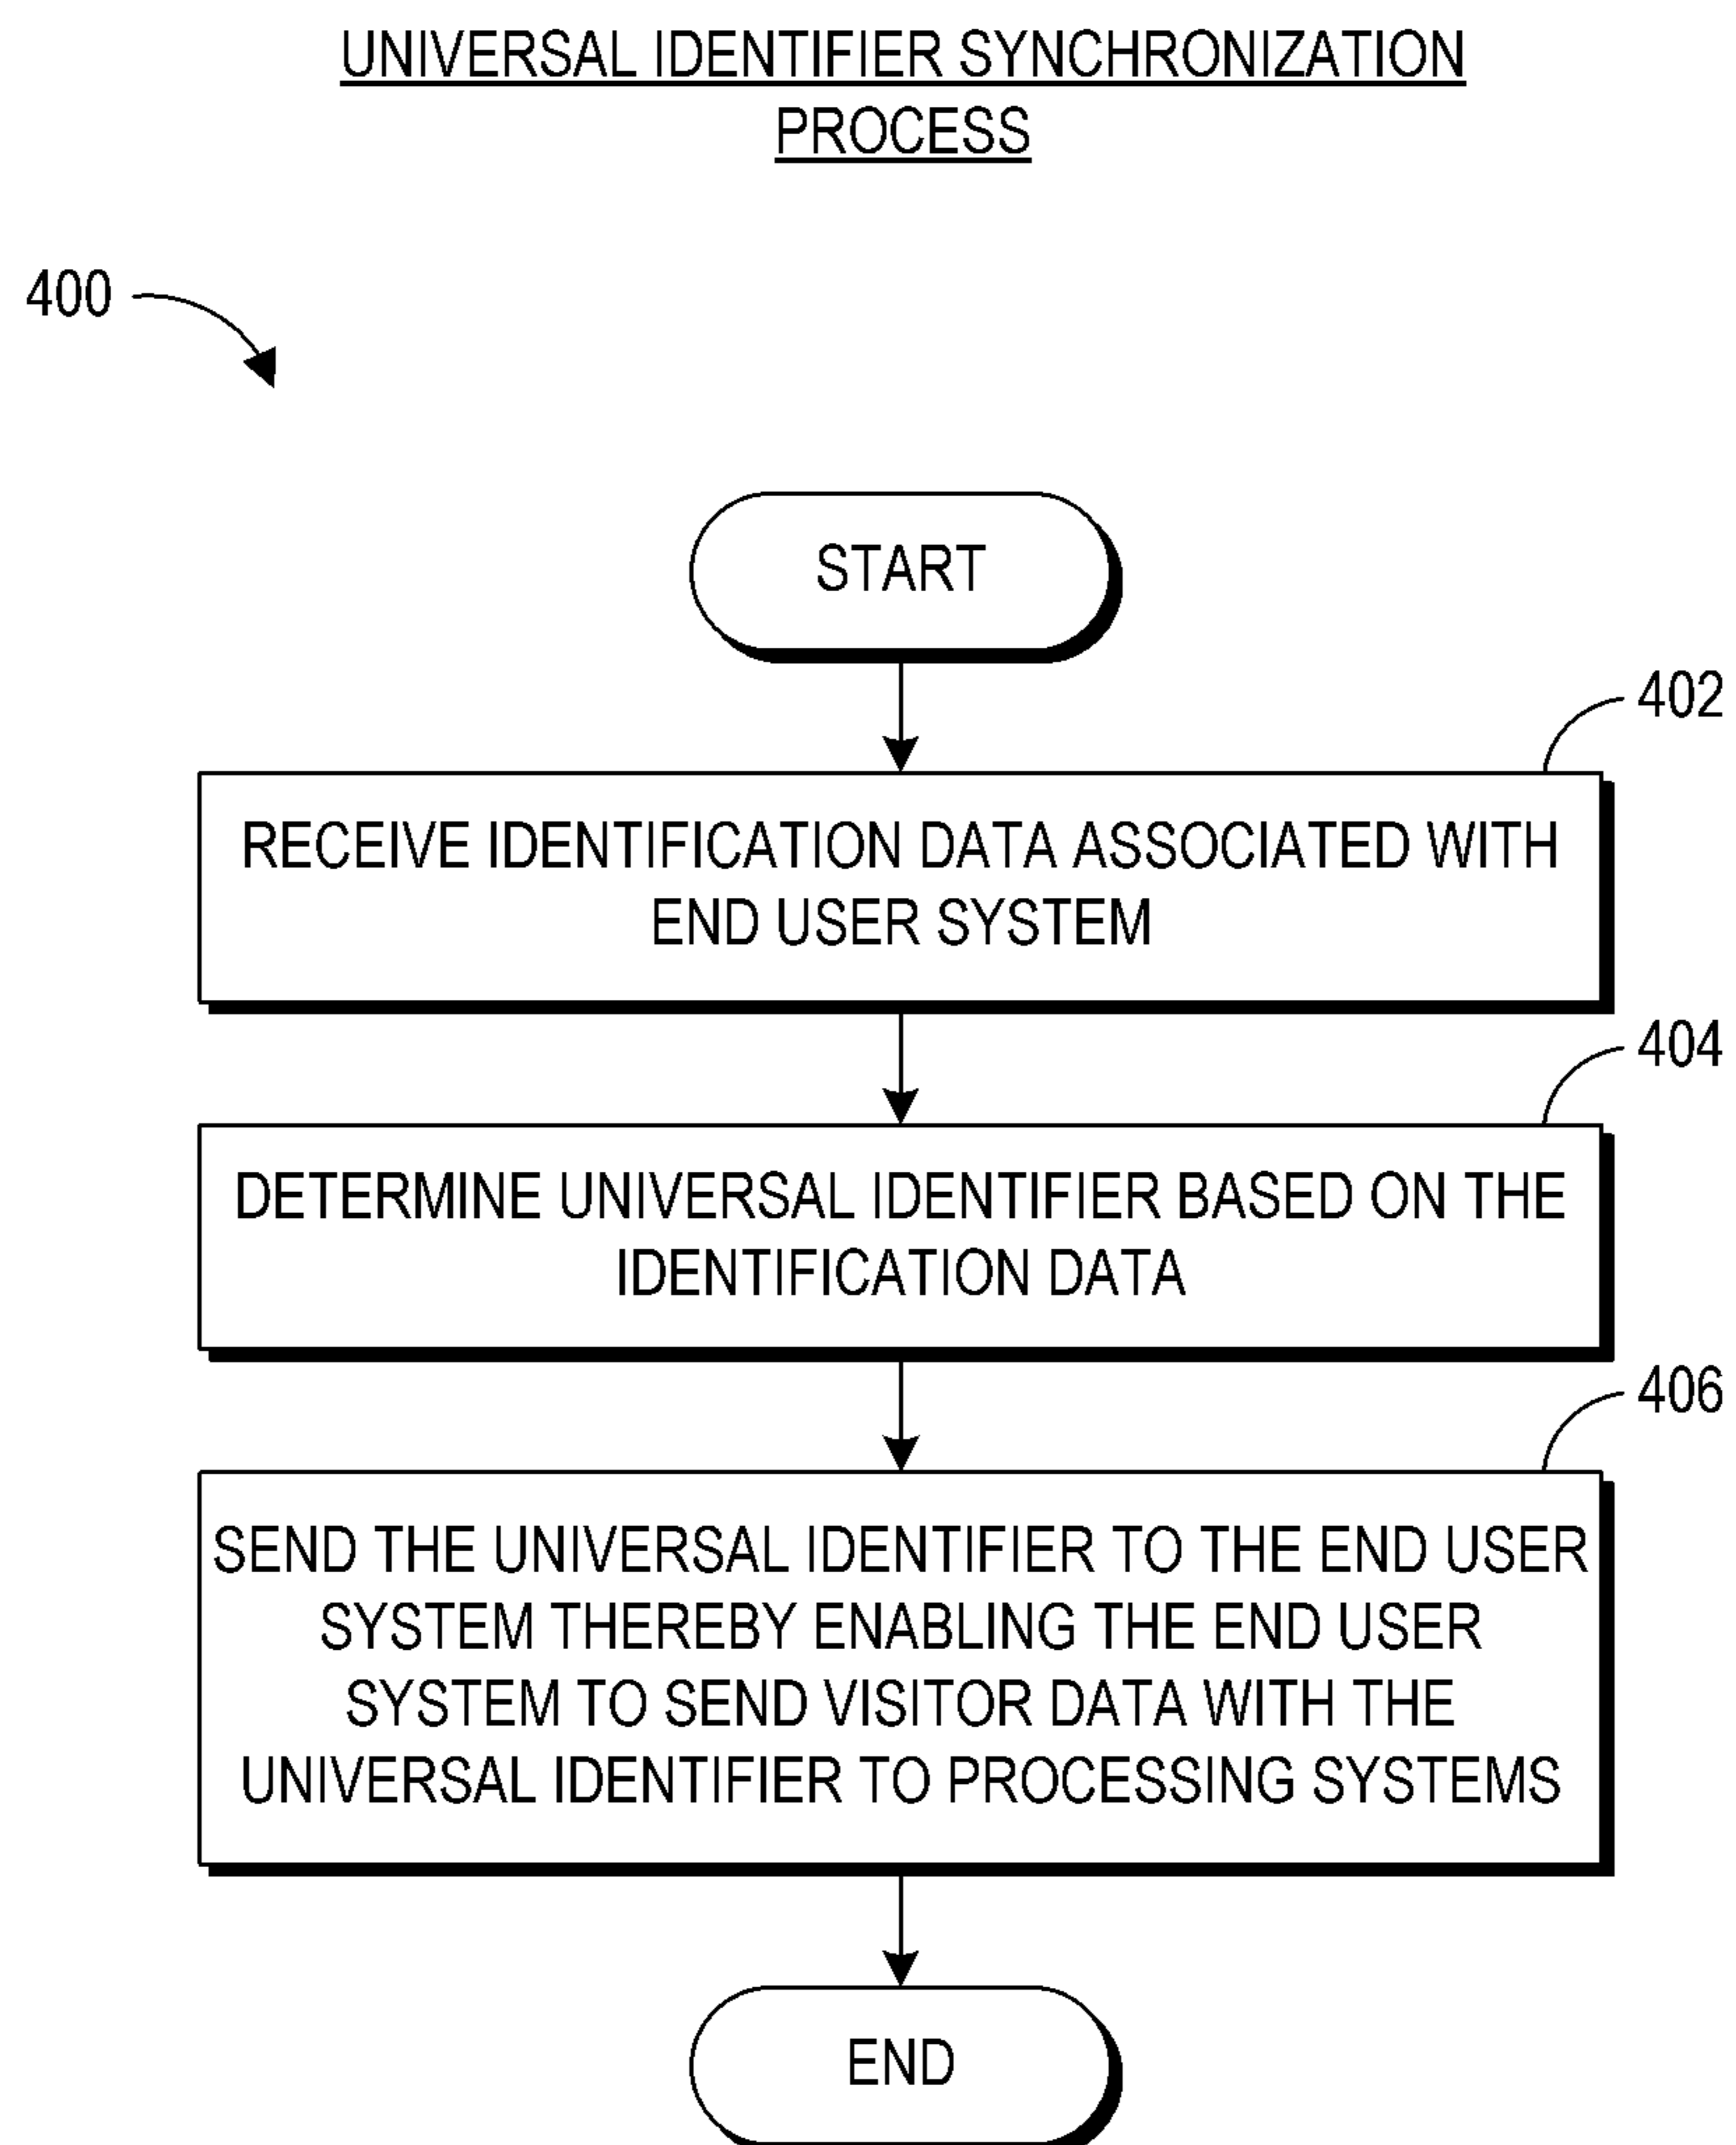 UNIVERSAL IDENTIFIER SYNCHRONIZATION
PROCESS
400
START
402
RECEIVE IDENTIFICATION DATA ASSOCIATED WITH
END USER SYSTEM
404
DETERMINE UNIVERSAL IDENTIFIER BASED ON THE
IDENTIFICATION DATA
406
SEND THE UNIVERSAL IDENTIFIER TO THE END USER
SYSTEM THEREBY ENABLING THE END USER
SYSTEM TO SEND VISITOR DATA WITH THE
UNIVERSAL IDENTIFIER TO PROCESSING SYSTEMS
END